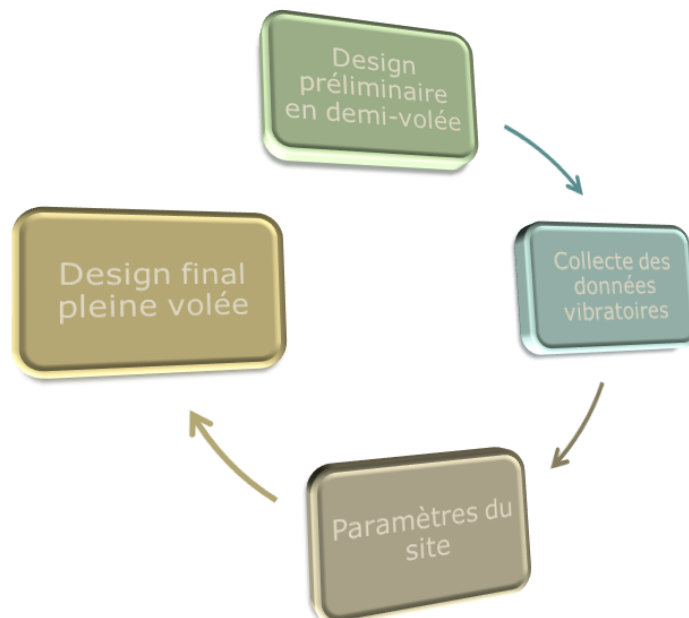 Design
préliminaire
en demi-volée
Collecte des
données
vibratoires
Paramètres du
site
Design final
pleine volée